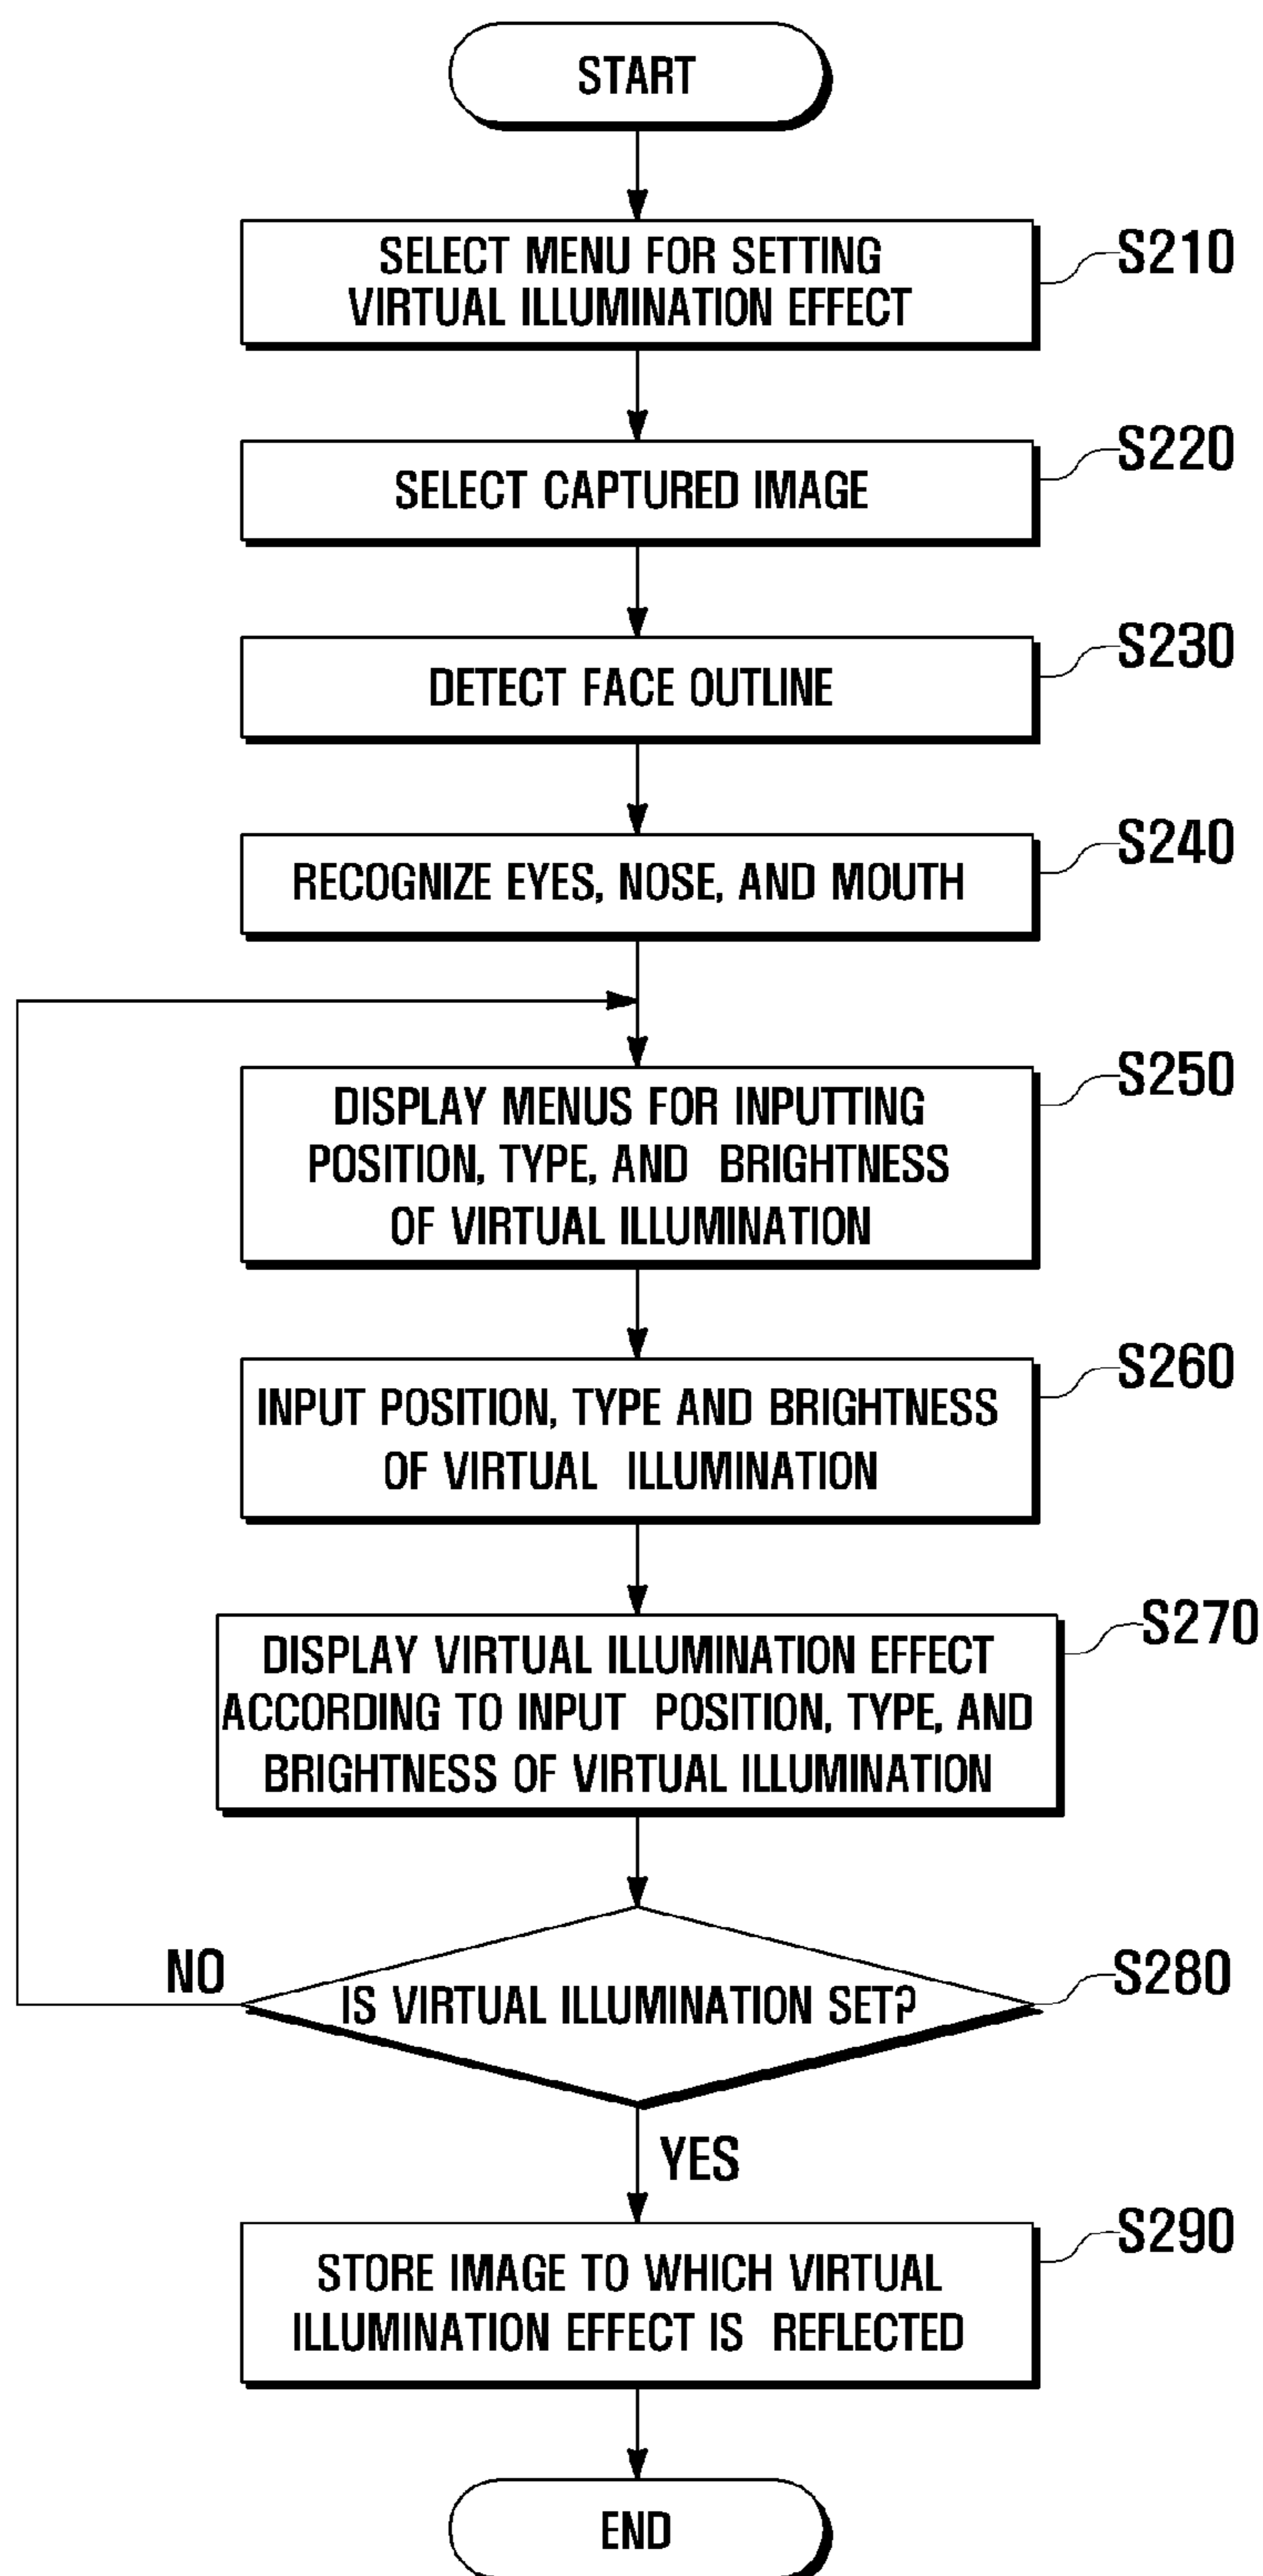 START
SELECT MENU FOR SETTING
VIRTUAL ILLUMINATION EFFECT
S210
SELECT CAPTURED IMAGE
S220
DETECT FACE OUTLINE
S230
RECOGNIZE EYES, NOSE, AND MOUTH
S240
DISPLAY MENUS FOR INPUTTING
POSITION, TYPE, AND BRIGHTNESS
OF VIRTUAL ILLUMINATION
S250
INPUT POSITION, TYPE AND BRIGHTNESS
OF VIRTUAL ILLUMINATION
S260
DISPLAY VIRTUAL ILLUMINATION EFFECT
ACCORDING TO INPUT POSITION, TYPE, AND
BRIGHTNESS OF VIRTUAL ILLUMINATION
S270
NO
IS VIRTUAL ILLUMINATION SET?
S280
YES
STORE IMAGE TO WHICH VIRTUAL
ILLUMINATION EFFECT IS REFLECTED
S290
END